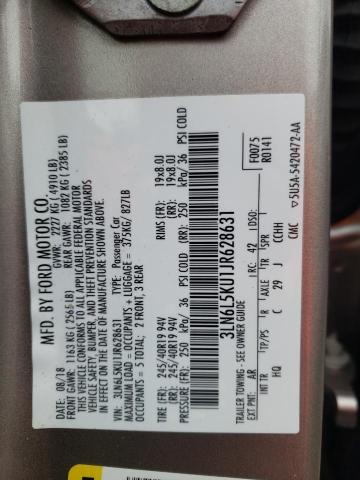 MFD. BY FORD MOTOR CO.
DATE: 08/18 GVWR: 2227 KG ( 4910 LB)
FRONT GAWR: 1163 KG ( 2565 LB) REAR GAWR: 1082 KG ( 2385 LB)
THIS VEHICLE CONFORMS TO ALL APPLICABLE FEDERAL MOTOR
VEHICLE SAFETY, BUMPER, AND THEFT PREVENTION STANDARDS
IN EFFECT ON THE DATE OF MANUFACTURE SHOWN ABOVE.
VIN: 3LN6L5KU1JR628631 TYPE: Passenger Car
MAXIMUM LOAD = OCCUPANTS + LUGGAGE = 375KG/ 827LB
OCCUPANTS = 5 TOTAL: 2 FRONT, 3 REAR
TIRE (FR): 245/40R19 94V RIMS (FR): 19x8.0J
TIRE (RR): 245/40R19 94V (RR): 19x8.0J
PRESSURE (FR): 250 kPa/ 36 PSI COLD (RR): 250 kPa/ 36 PSI COLD
3LN6L5KU1JR628631
F0075
R0141
TRAILER TOWING - SEE OWNER GUIDE
EXT PNT: AR RC: 42 DSO:
INT TR TP/PS R AXLE TR SPR
HQ C 29 J CCHH
CMC ▽5U5A-5420472-AA